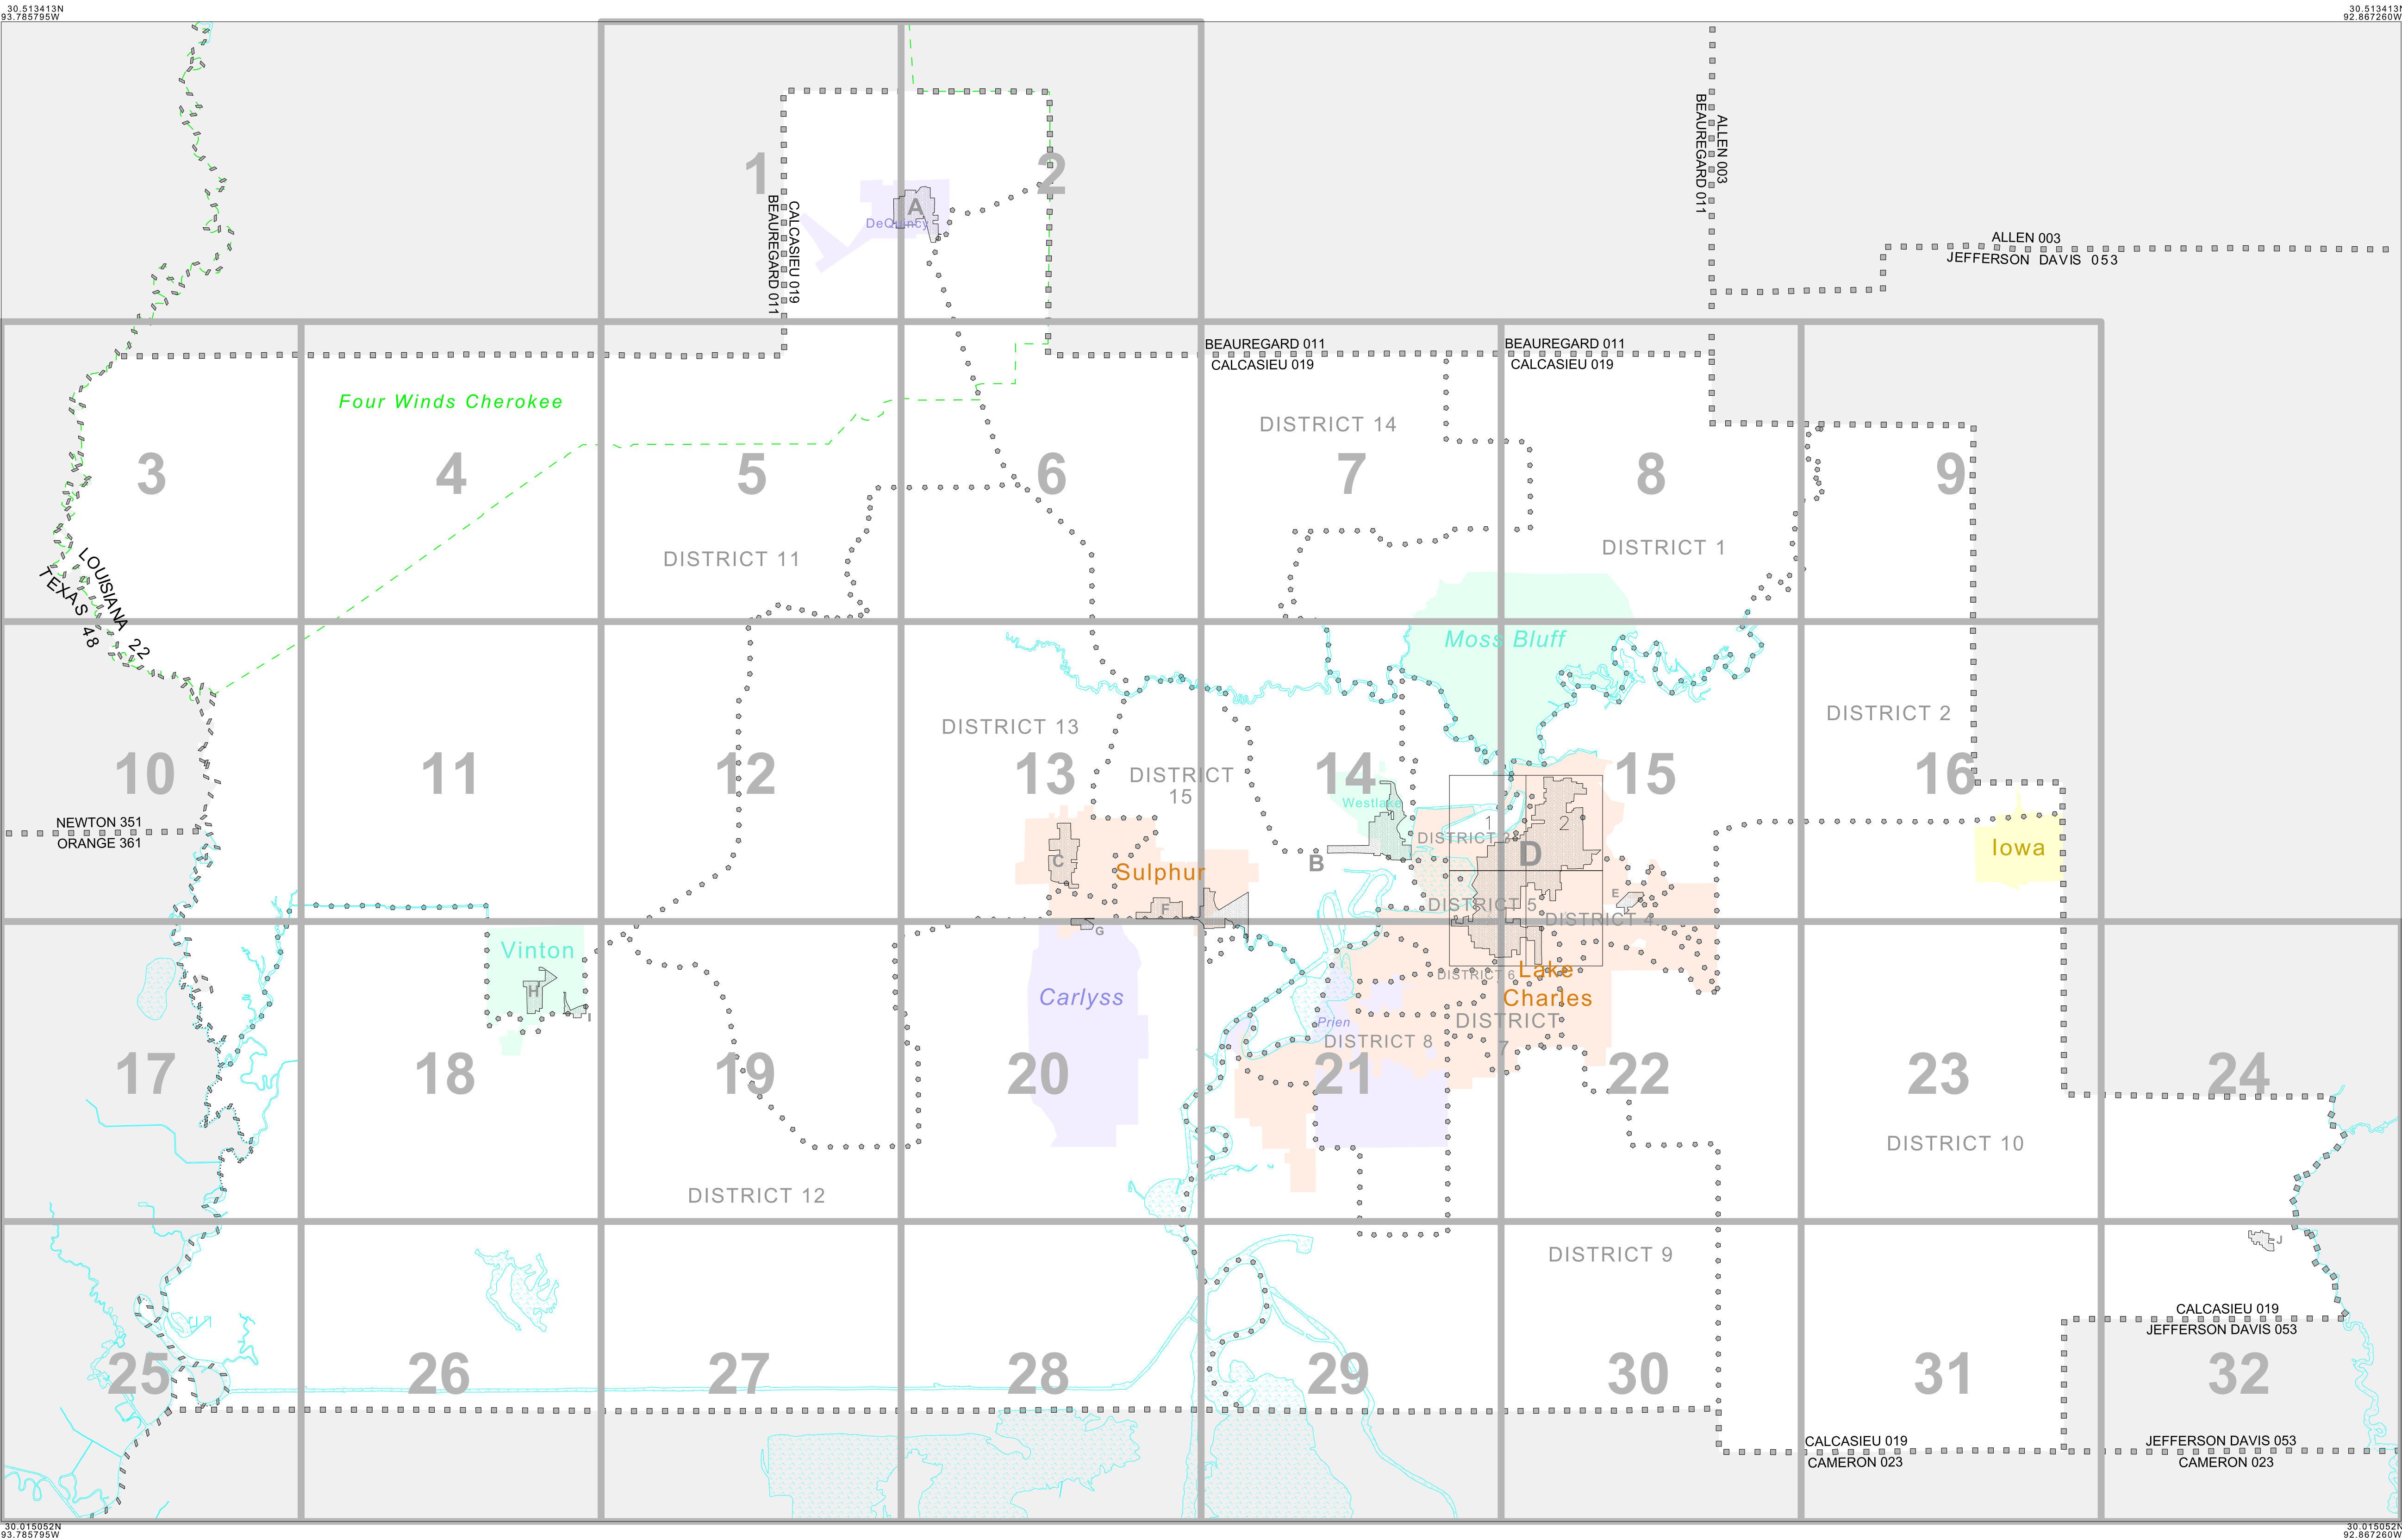 30.513413N
93.785795W
30.513413N
92.867260W
1
2
BEAUREGARD 011
CALCASIEU 019
A
DeQuincy
BEAUREGARD 011
ALLEN 003
ALLEN 003
JEFFERSON DAVIS 053
BEAUREGARD 011
CALCASIEU 019
BEAUREGARD 011
CALCASIEU 019
Four Winds Cherokee
DISTRICT 14
3
4
5
6
7
8
9
DISTRICT 11
DISTRICT 1
LOUISIANA 22
TEXAS 48
Moss Bluff
DISTRICT 13
DISTRICT 2
10
11
12
13
DISTRICT
15
14
15
16
Westlake
NEWTON 351
ORANGE 361
1
2
DISTRICT 3
B
C
D
Sulphur
Iowa
E
F
G
DISTRICT 5
DISTRICT 4
Vinton
H
I
Carlyss
DISTRICT 6
Lake
Charles
Prien
DISTRICT
7
DISTRICT 8
17
18
19
20
21
22
23
24
DISTRICT 10
DISTRICT 12
DISTRICT 9
J
CALCASIEU 019
JEFFERSON DAVIS 053
25
26
27
28
29
30
31
32
CALCASIEU 019
CAMERON 023
JEFFERSON DAVIS 053
CAMERON 023
30.015052N
93.785795W
30.015052N
92.867260W